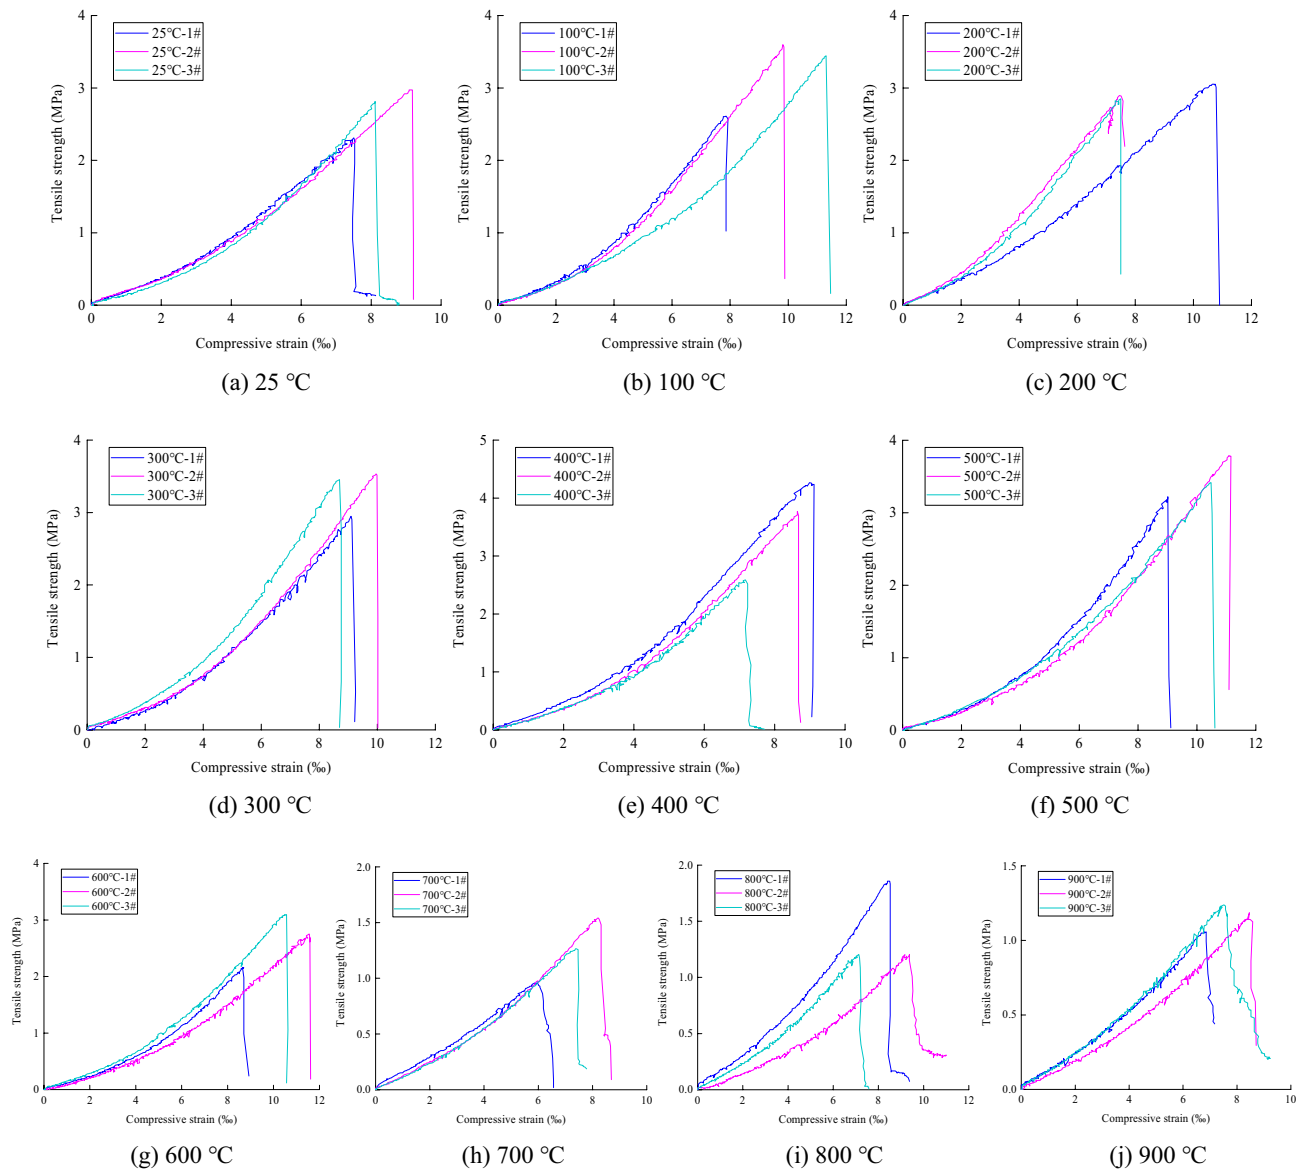 4
3
2
1
0
25℃-1#
25℃-2#
25℃-3#
Tensile strength (MPa)
0 2 4 6 8 10
Compressive strain (‰)
(a) 25 ℃
4
3
2
1
0
100℃-1#
100℃-2#
100℃-3#
Tensile strength (MPa)
0 2 4 6 8 10 12
Compressive strain (‰)
(b) 100 ℃
4
3
2
1
0
200℃-1#
200℃-2#
200℃-3#
Tensile strength (MPa)
0 2 4 6 8 10 12
Compressive strain (‰)
(c) 200 ℃
4
3
2
1
0
300℃-1#
300℃-2#
300℃-3#
Tensile strength (MPa)
0 2 4 6 8 10 12
Compressive strain (‰)
(d) 300 ℃
5
4
3
2
1
0
400℃-1#
400℃-2#
400℃-3#
Tensile strength (MPa)
0 2 4 6 8 10
Compressive strain (‰)
(e) 400 ℃
4
3
2
1
0
500℃-1#
500℃-2#
500℃-3#
Tensile strength (MPa)
0 2 4 6 8 10 12
Compressive strain (‰)
(f) 500 ℃
4
3
2
1
0
600℃-1#
600℃-2#
600℃-3#
Tensile strength (MPa)
0 2 4 6 8 10 12
Compressive strain (‰)
(g) 600 ℃
2.0
1.5
1.0
0.5
0.0
700℃-1#
700℃-2#
700℃-3#
Tensile strength (MPa)
0 2 4 6 8 10
Compressive strain (‰)
(h) 700 ℃
2.0
1.5
1.0
0.5
0.0
800℃-1#
800℃-2#
800℃-3#
Tensile strength (MPa)
0 2 4 6 8 10 12
Compressive strain (‰)
(i) 800 ℃
1.5
1.0
0.5
0.0
900℃-1#
900℃-2#
900℃-3#
Tensile strength (MPa)
0 2 4 6 8 10
Compressive strain (‰)
(j) 900 ℃